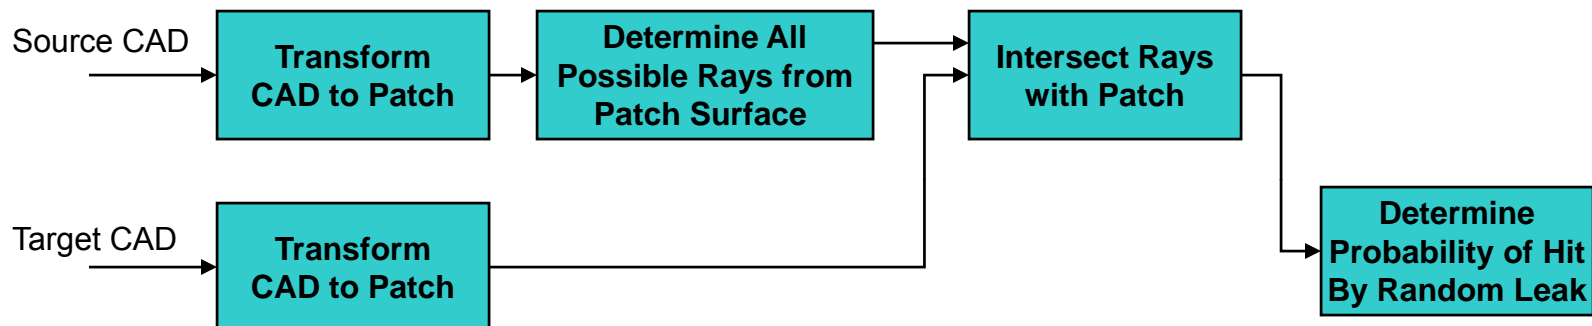 Source CAD
Transform
CAD to Patch
Determine All
Possible Rays from
Patch Surface
Intersect Rays
with Patch
Target CAD
Transform
CAD to Patch
Determine
Probability of Hit
By Random Leak